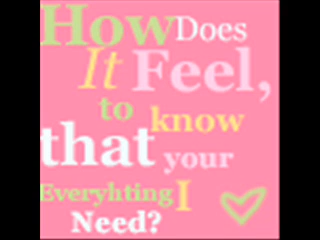 How Does
It Feel,
to know
that your
Everyhting I
Need?